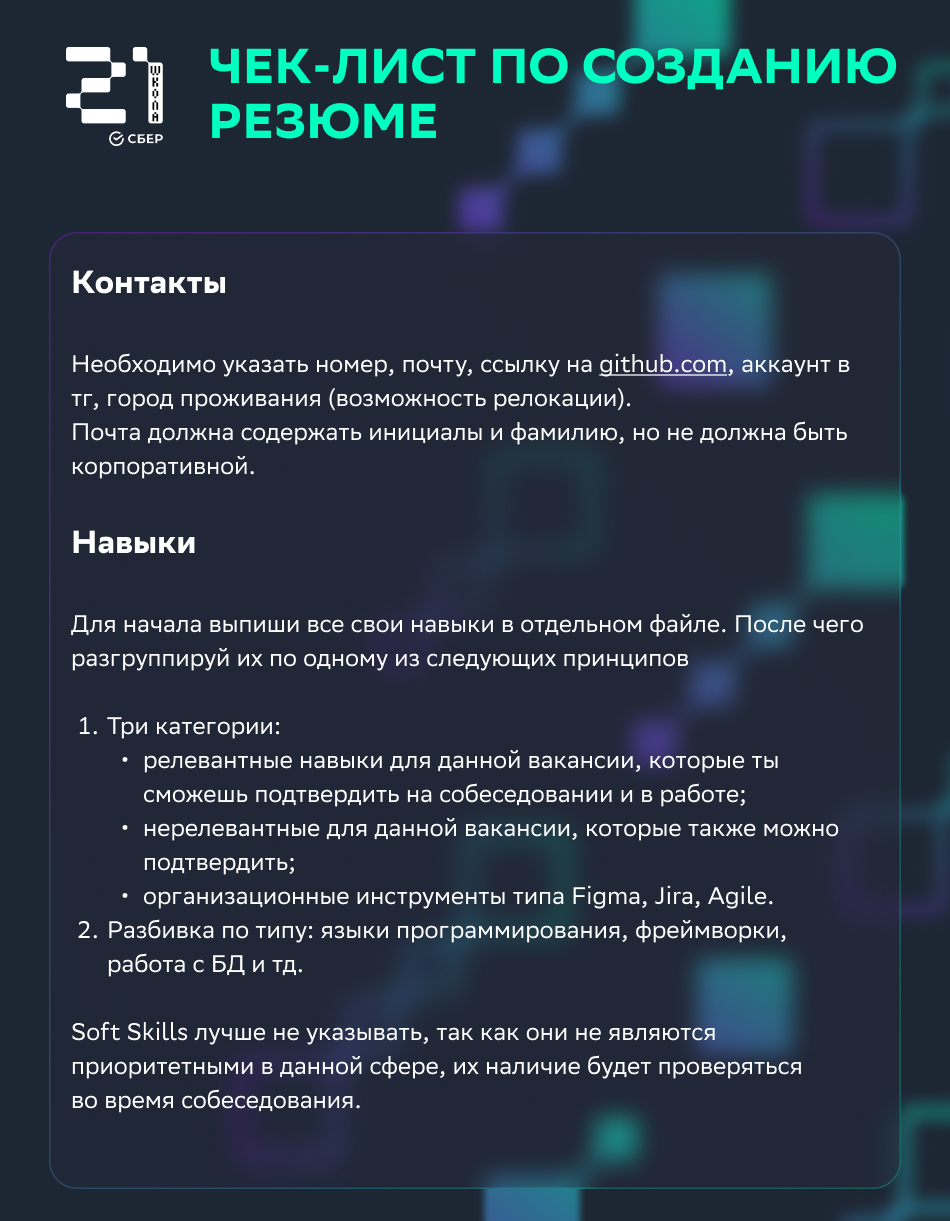 21
ШКОЛА
СБЕР
ЧЕК-ЛИСТ ПО СОЗДАНИЮ
РЕЗЮМЕ
Контакты
Необходимо указать номер, почту, ссылку на github.com, аккаунт в
тг, город проживания (возможность релокации).
Почта должна содержать инициалы и фамилию, но не должна быть
корпоративной.
Навыки
Для начала выпиши все свои навыки в отдельном файле. После чего
разгруппируй их по одному из следующих принципов
1. Три категории:
• релевантные навыки для данной вакансии, которые ты
сможешь подтвердить на собеседовании и в работе;
• нерелевантные для данной вакансии, которые также можно
подтвердить;
• организационные инструменты типа Figma, Jira, Agile.
2. Разбивка по типу: языки программирования, фреймворки,
работа с БД и тд.
Soft Skills лучше не указывать, так как они не являются
приоритетными в данной сфере, их наличие будет проверяться
во время собеседования.